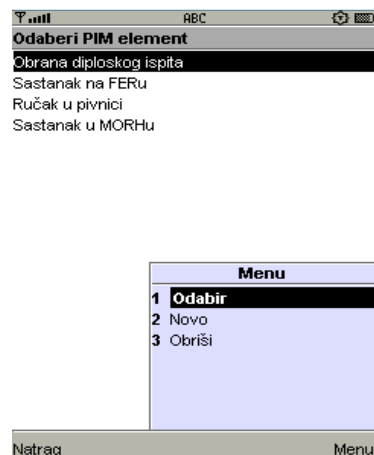 ABC
Odaberi PIM element
Obrana diploskog ispita
Sastanak na FERu
Ručak u pivnici
Sastanak u MORHu
Menu
1 Odabir
2 Novo
3 Obriši
Natrag Menu